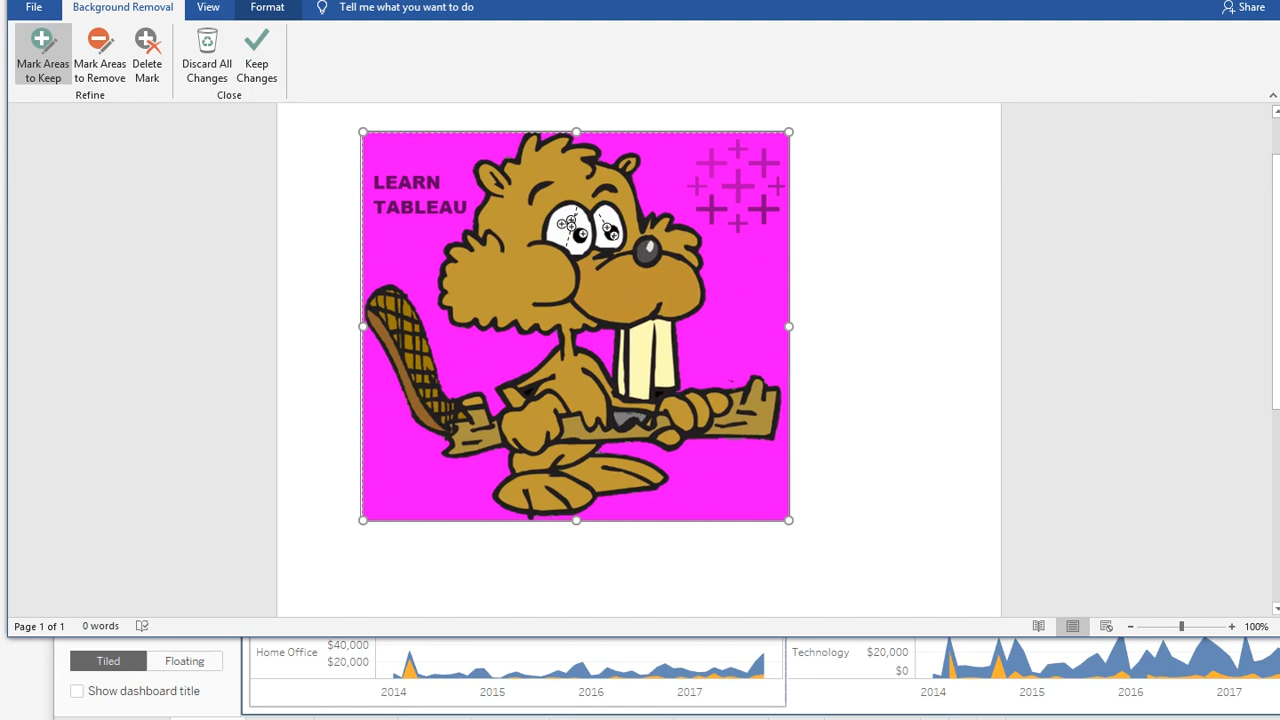 File
Background Removal
View
Format
Tell me what you want to do
Share
Mark Areas to Keep
Mark Areas to Remove
Delete Mark
Discard All Changes
Keep Changes
Refine
Close
LEARN
TABLEAU
Page 1 of 1
0 words
100%
Tiled
Floating
Show dashboard title
Home Office
$40,000
$20,000
2014
2015
2016
2017
Technology
$20,000
$0
2014
2015
2016
2017